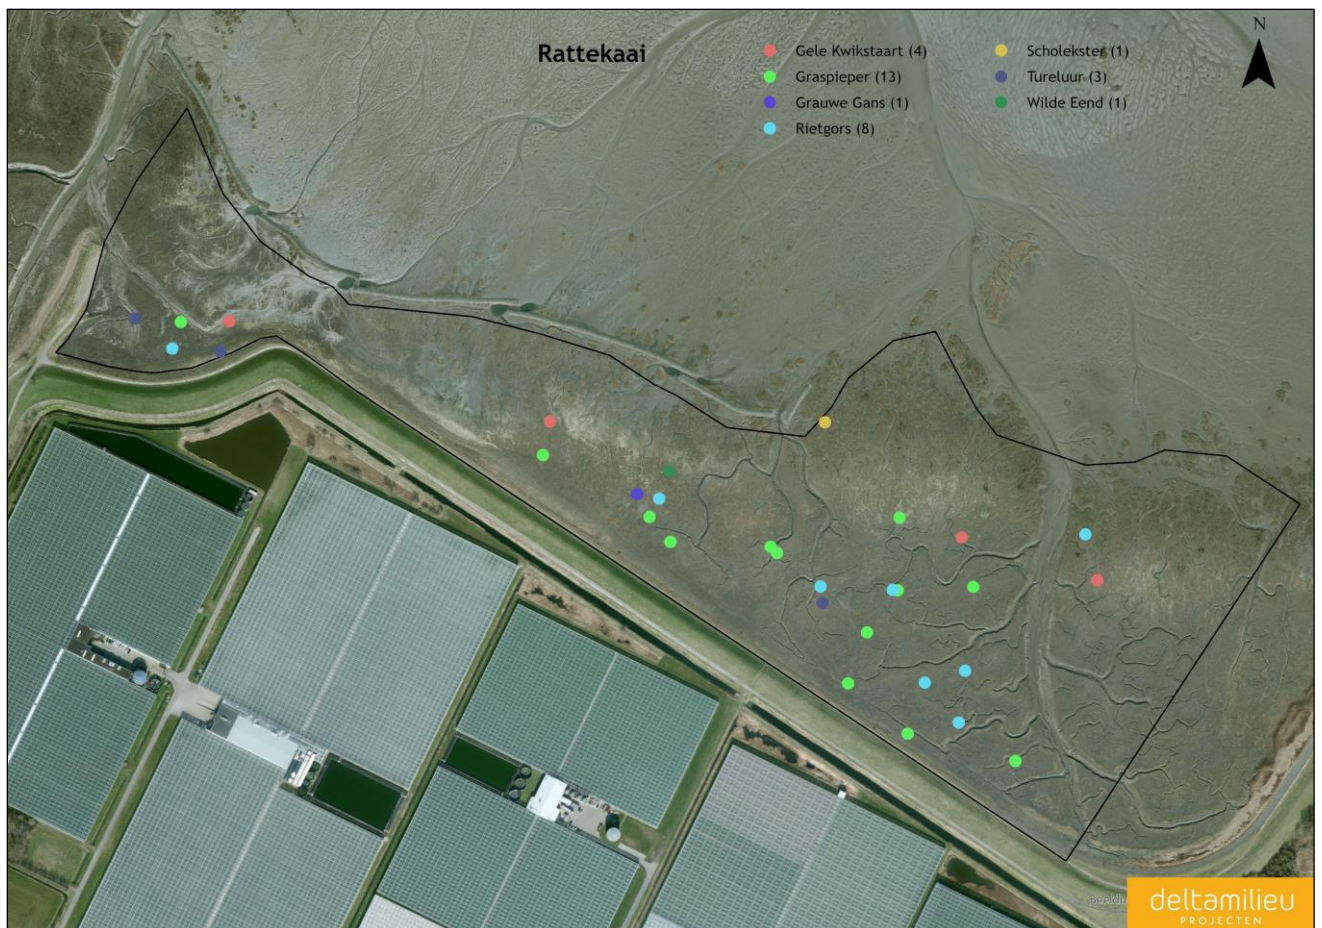 Rattekaai
N
Gele Kwikstaart (4)
Graspieper (13)
Grauwe Gans (1)
Rietgors (8)
Scholekster (1)
Tureluur (3)
Wilde Eend (1)
deltamilieu
PROJECTEN